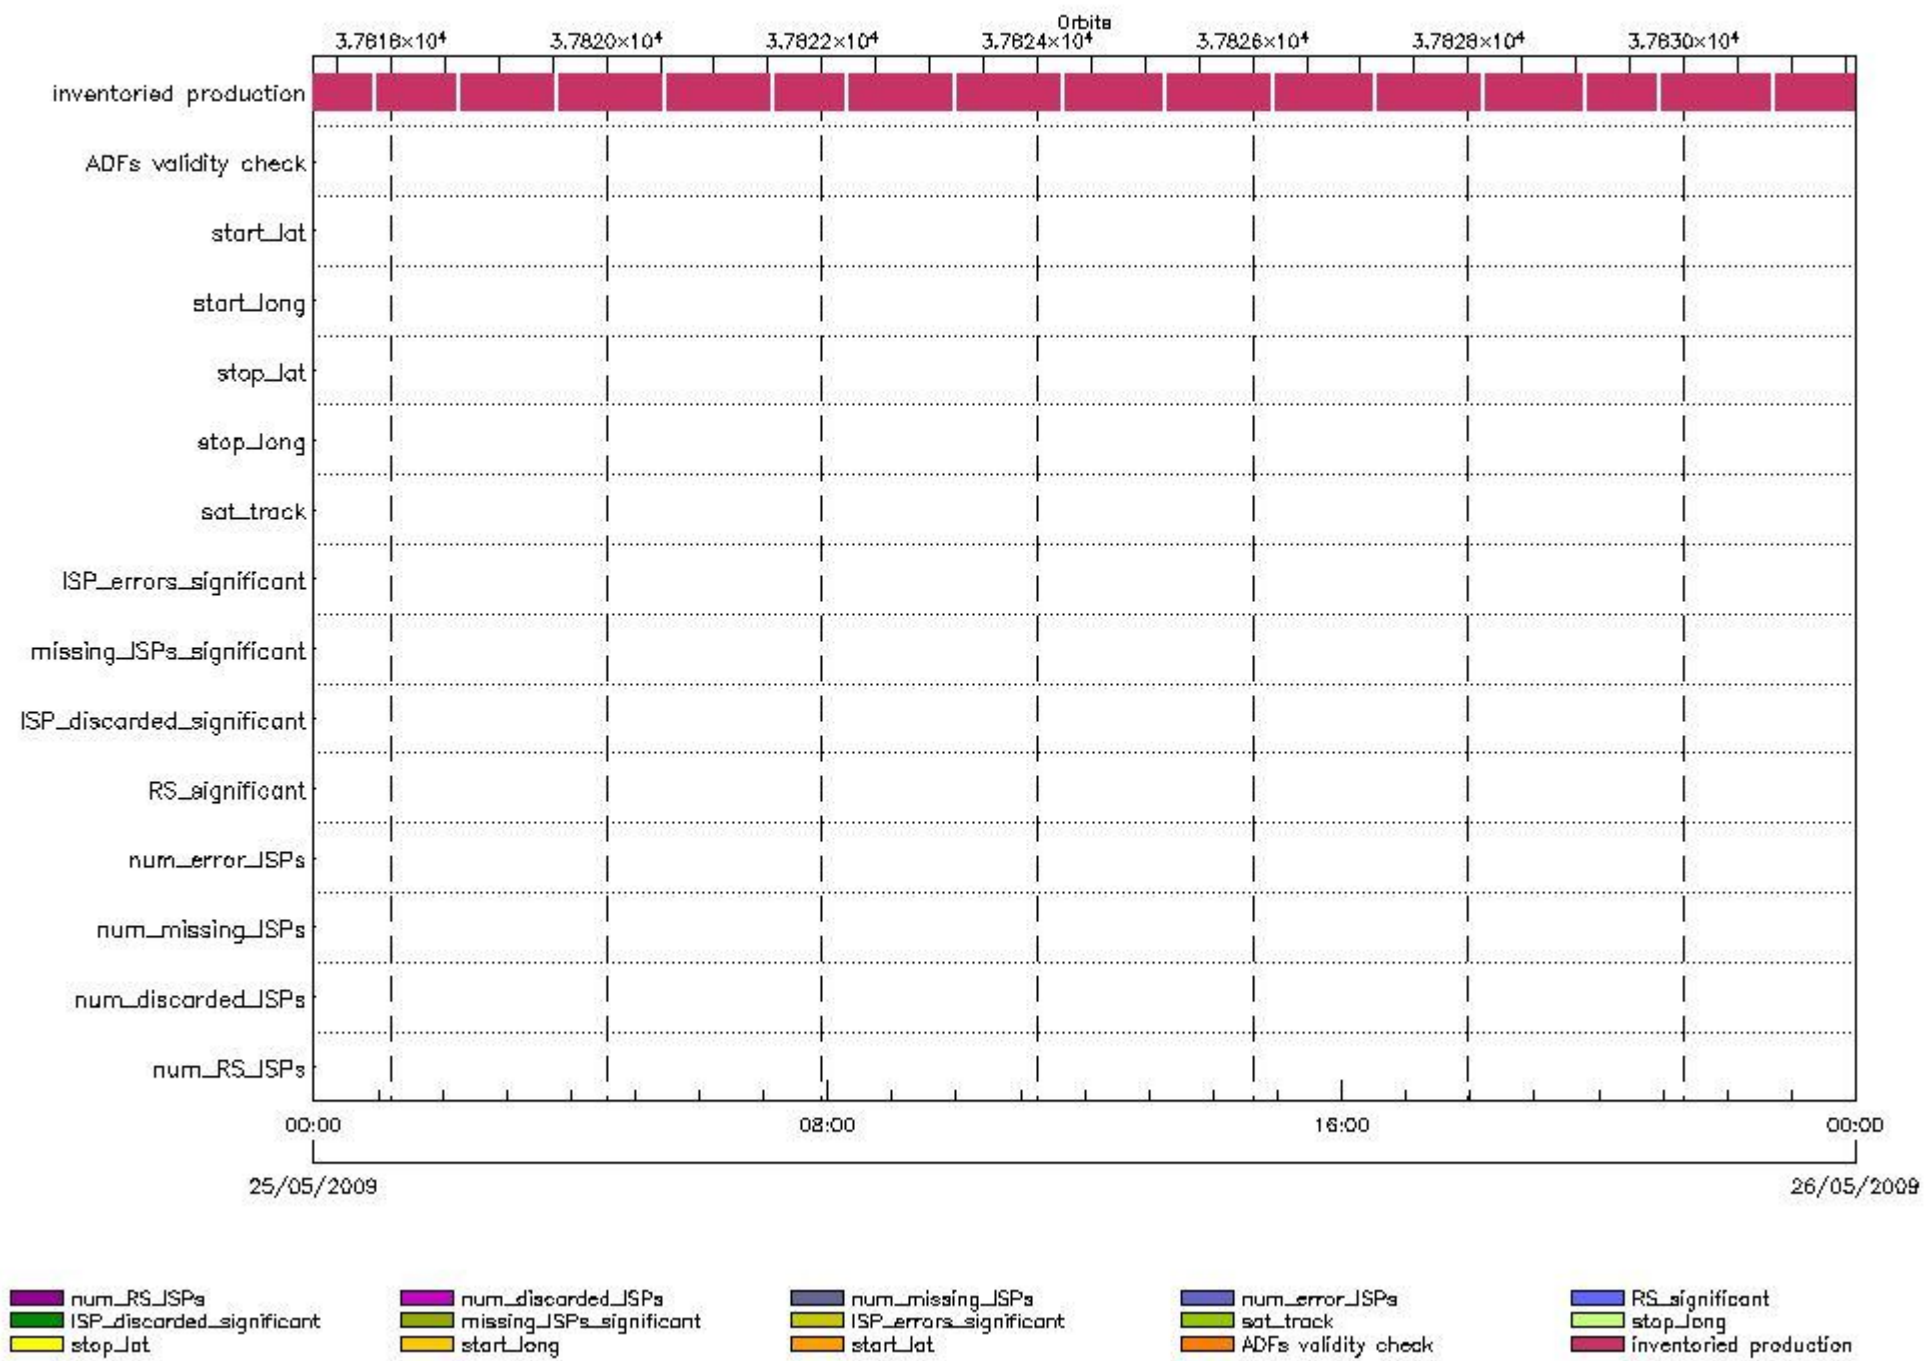 Orbits
3.7818×10⁴ 3.7820×10⁴ 3.7822×10⁴ 3.7824×10⁴ 3.7826×10⁴ 3.7828×10⁴ 3.7830×10⁴
inventoried production
ADFs validity check
start_lat
start_long
stop_lat
stop_long
sat_track
ISP_errors_significant
missing_ISPs_significant
ISP_discarded_significant
RS_significant
num_error_ISPs
num_missing_ISPs
num_discarded_ISPs
num_RS_ISPs
00:00 08:00 16:00 00:00
25/05/2009 26/05/2009
num_RS_ISPs num_discarded_ISPs num_missing_ISPs num_error_ISPs RS_significant
ISP_discarded_significant missing_ISPs_significant ISP_errors_significant sat_track stop_long
stop_lat start_long start_lat ADFs validity check inventoried production